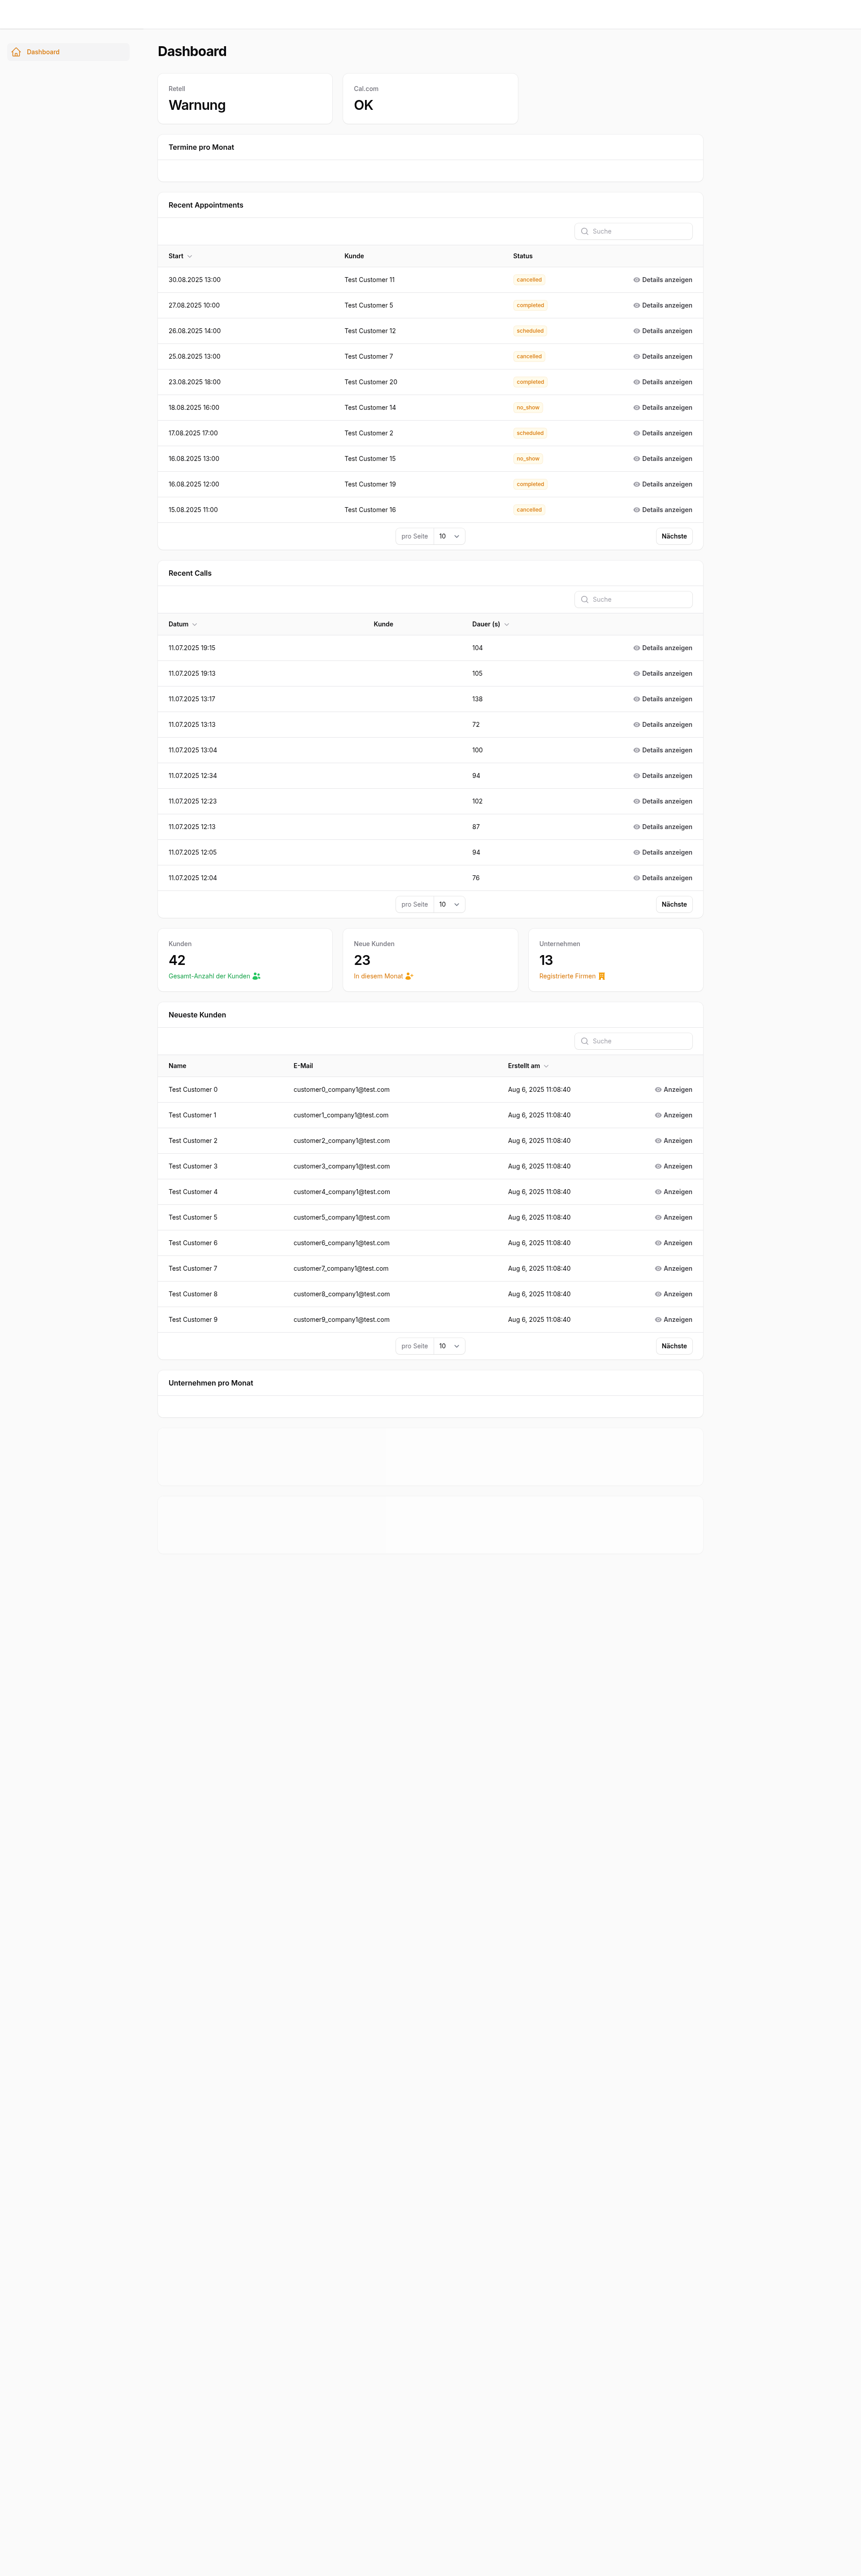 Dashboard
Dashboard
Retell
Warnung
Cal.com
OK
Termine pro Monat
Recent Appointments
Suche
Start Kunde Status
30.08.2025 13:00 Test Customer 11 cancelled Details anzeigen
27.08.2025 10:00 Test Customer 5 completed Details anzeigen
26.08.2025 14:00 Test Customer 12 scheduled Details anzeigen
25.08.2025 13:00 Test Customer 7 cancelled Details anzeigen
23.08.2025 18:00 Test Customer 20 completed Details anzeigen
18.08.2025 16:00 Test Customer 14 no_show Details anzeigen
17.08.2025 17:00 Test Customer 2 scheduled Details anzeigen
16.08.2025 13:00 Test Customer 15 no_show Details anzeigen
16.08.2025 12:00 Test Customer 19 completed Details anzeigen
15.08.2025 11:00 Test Customer 16 cancelled Details anzeigen
pro Seite 10 Nächste
Recent Calls
Suche
Datum Kunde Dauer (s)
11.07.2025 19:15 104 Details anzeigen
11.07.2025 19:13 105 Details anzeigen
11.07.2025 13:17 138 Details anzeigen
11.07.2025 13:13 72 Details anzeigen
11.07.2025 13:04 100 Details anzeigen
11.07.2025 12:34 94 Details anzeigen
11.07.2025 12:23 102 Details anzeigen
11.07.2025 12:13 87 Details anzeigen
11.07.2025 12:05 94 Details anzeigen
11.07.2025 12:04 76 Details anzeigen
pro Seite 10 Nächste
Kunden
42
Gesamt-Anzahl der Kunden
Neue Kunden
23
In diesem Monat
Unternehmen
13
Registrierte Firmen
Neueste Kunden
Suche
Name E-Mail Erstellt am
Test Customer 0 customer0_company1@test.com Aug 6, 2025 11:08:40 Anzeigen
Test Customer 1 customer1_company1@test.com Aug 6, 2025 11:08:40 Anzeigen
Test Customer 2 customer2_company1@test.com Aug 6, 2025 11:08:40 Anzeigen
Test Customer 3 customer3_company1@test.com Aug 6, 2025 11:08:40 Anzeigen
Test Customer 4 customer4_company1@test.com Aug 6, 2025 11:08:40 Anzeigen
Test Customer 5 customer5_company1@test.com Aug 6, 2025 11:08:40 Anzeigen
Test Customer 6 customer6_company1@test.com Aug 6, 2025 11:08:40 Anzeigen
Test Customer 7 customer7_company1@test.com Aug 6, 2025 11:08:40 Anzeigen
Test Customer 8 customer8_company1@test.com Aug 6, 2025 11:08:40 Anzeigen
Test Customer 9 customer9_company1@test.com Aug 6, 2025 11:08:40 Anzeigen
pro Seite 10 Nächste
Unternehmen pro Monat